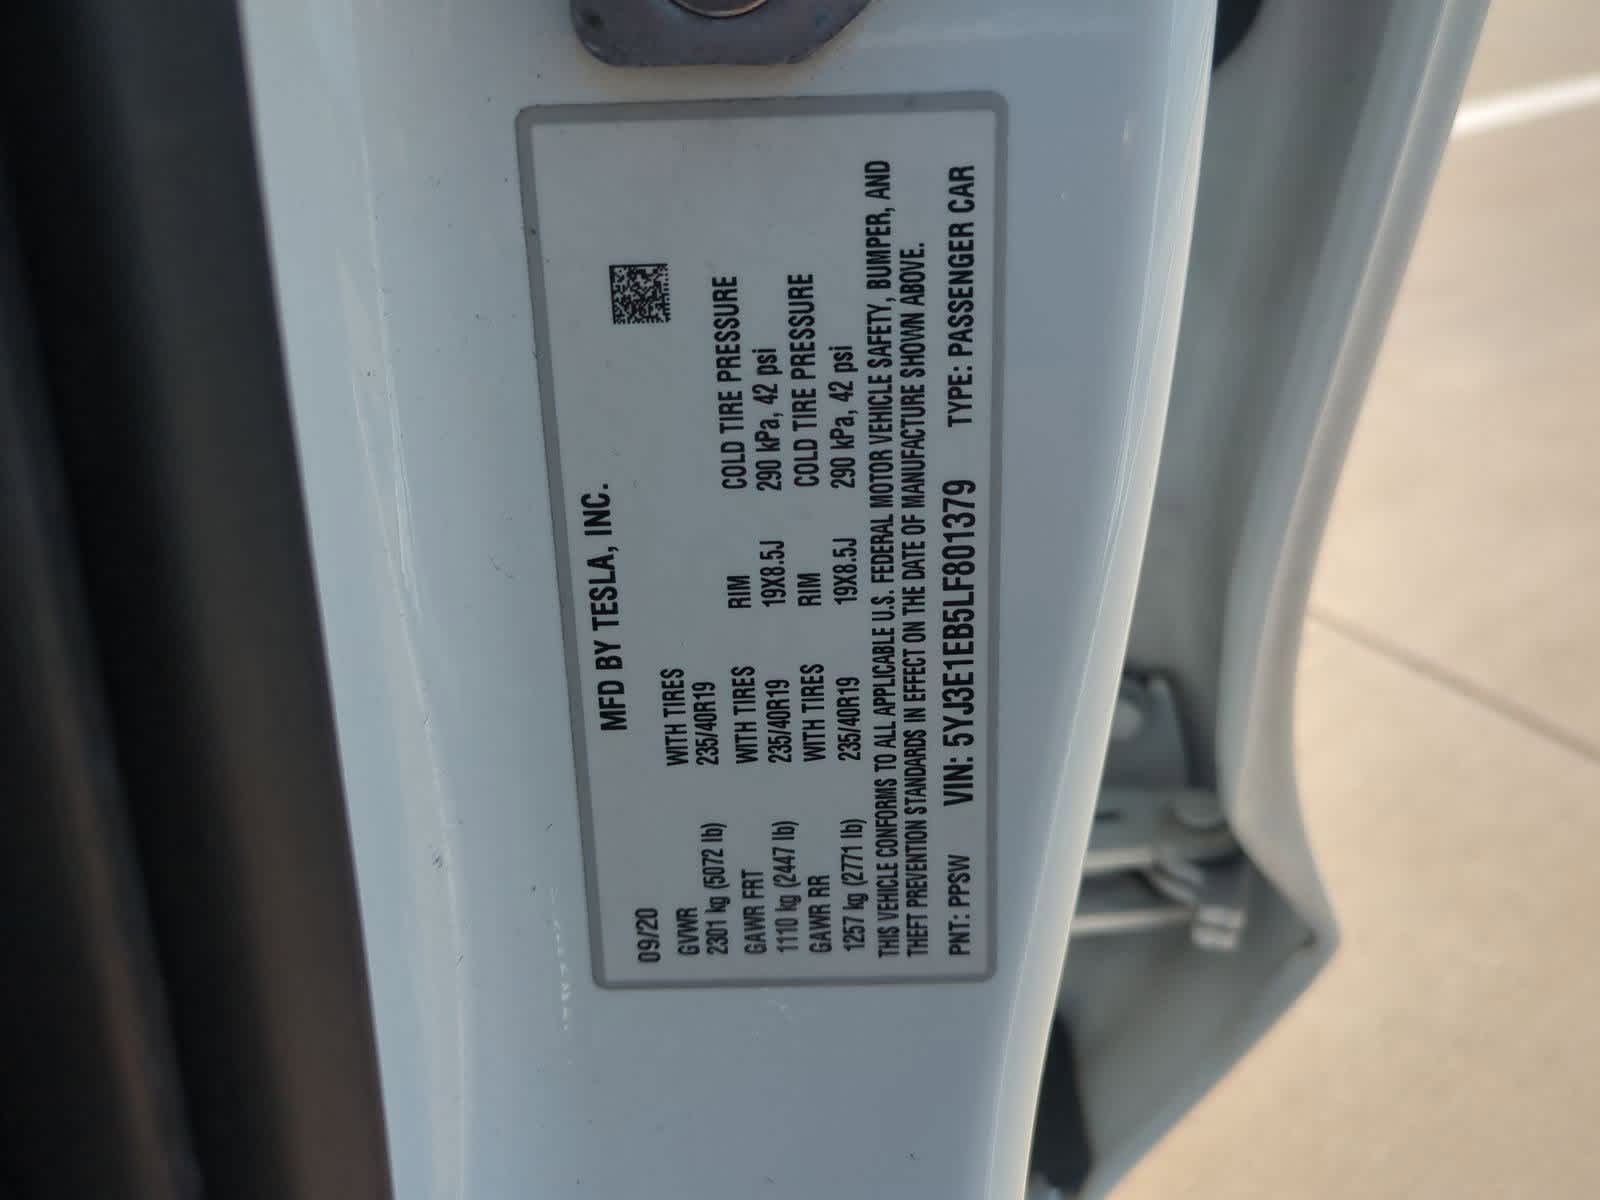 MFD BY TESLA, INC.
09/20
GVWR WITH TIRES RIM COLD TIRE PRESSURE
2301 kg (5072 lb) 235/40R19
GAWR FRT WITH TIRES RIM COLD TIRE PRESSURE
1110 kg (2447 lb) 235/40R19 19X8.5J 290 kPa, 42 psi
GAWR RR WITH TIRES RIM COLD TIRE PRESSURE
1257 kg (2771 lb) 235/40R19 19X8.5J 290 kPa, 42 psi
THIS VEHICLE CONFORMS TO ALL APPLICABLE U.S. FEDERAL MOTOR VEHICLE SAFETY, BUMPER, AND
THEFT PREVENTION STANDARDS IN EFFECT ON THE DATE OF MANUFACTURE SHOWN ABOVE.
PNT: PPSW VIN: 5YJ3E1EB5LF801379 TYPE: PASSENGER CAR